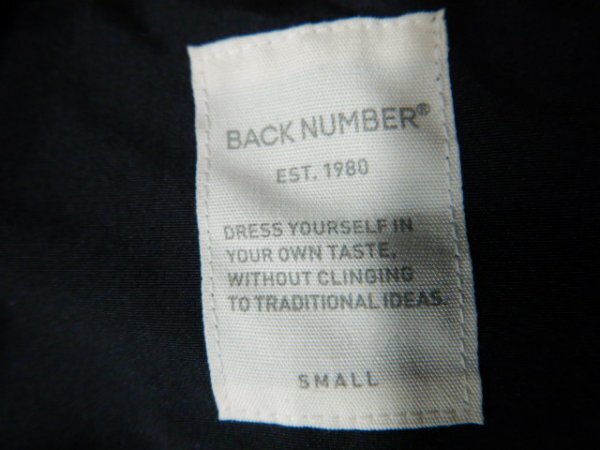 BACK NUMBER®
EST. 1980
DRESS YOURSELF IN
YOUR OWN TASTE,
WITHOUT CLINGING
TO TRADITIONAL IDEAS.
SMALL